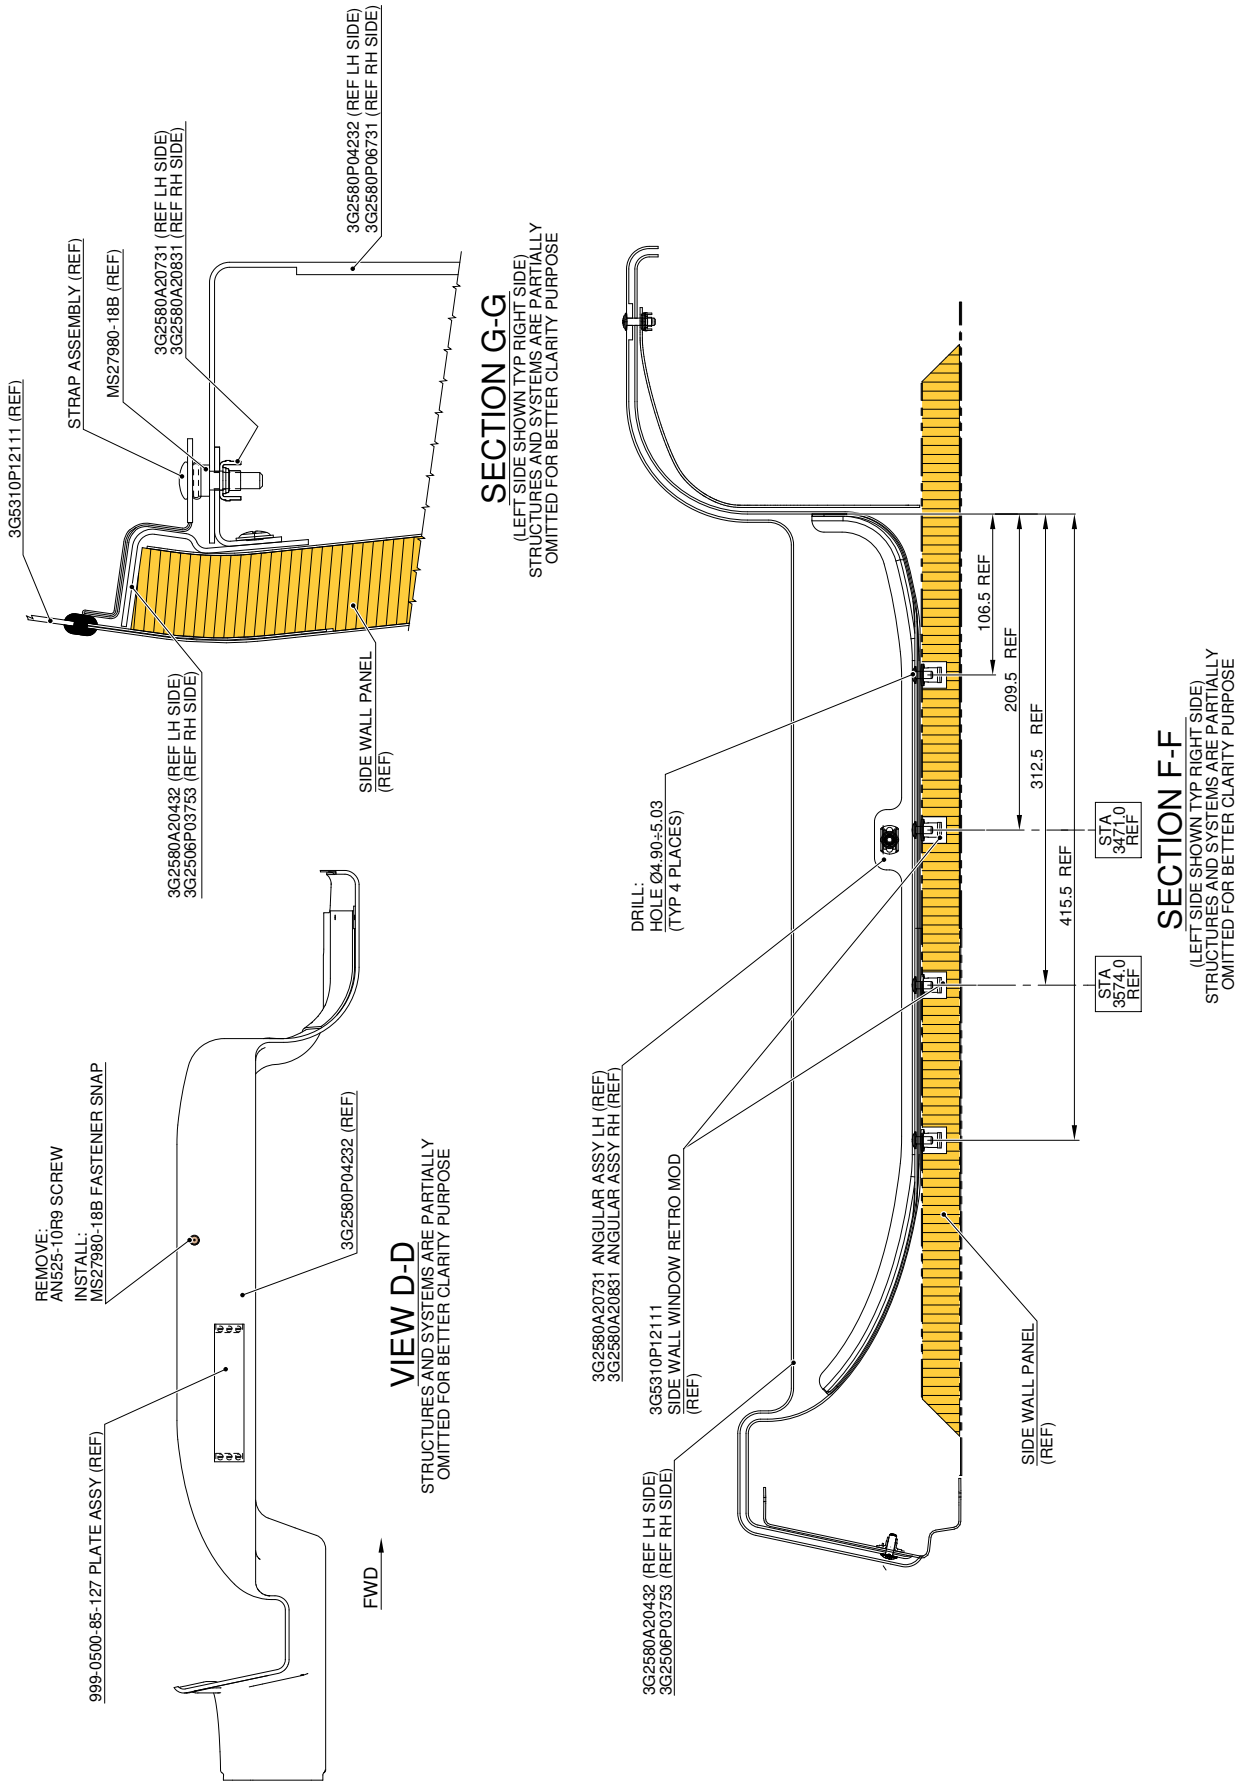 REMOVE:
AN525-10R9 SCREW
INSTALL:
MS27980-18B FASTENER SNAP
999-0500-85-127 PLATE ASSY (REF)
3G2580P04232 (REF)
FWD
VIEW D-D
STRUCTURES AND SYSTEMS ARE PARTIALLY
OMITTED FOR BETTER CLARITY PURPOSE
3G5310P12111 (REF)
STRAP ASSEMBLY (REF)
MS27980-18B (REF)
3G2580A20731 (REF LH SIDE)
3G2580A20831 (REF RH SIDE)
3G2580P04232 (REF LH SIDE)
3G2580P06731 (REF RH SIDE)
3G2580A20432 (REF LH SIDE)
3G2506P03753 (REF RH SIDE)
SIDE WALL PANEL
(REF)
SECTION G-G
(LEFT SIDE SHOWN TYP RIGHT SIDE)
STRUCTURES AND SYSTEMS ARE PARTIALLY
OMITTED FOR BETTER CLARITY PURPOSE
3G2580A20432 (REF LH SIDE)
3G2506P03753 (REF RH SIDE)
3G5310P12111
SIDE WALL WINDOW RETRO MOD
(REF)
3G2580A20731 ANGULAR ASSY LH (REF)
3G2580A20831 ANGULAR ASSY RH (REF)
DRILL:
HOLE Ø4.90÷5.03
(TYP 4 PLACES)
SIDE WALL PANEL
(REF)
106.5 REF
209.5 REF
312.5 REF
415.5 REF
STA
3574.0
REF
STA
3471.0
REF
SECTION F-F
(LEFT SIDE SHOWN TYP RIGHT SIDE)
STRUCTURES AND SYSTEMS ARE PARTIALLY
OMITTED FOR BETTER CLARITY PURPOSE